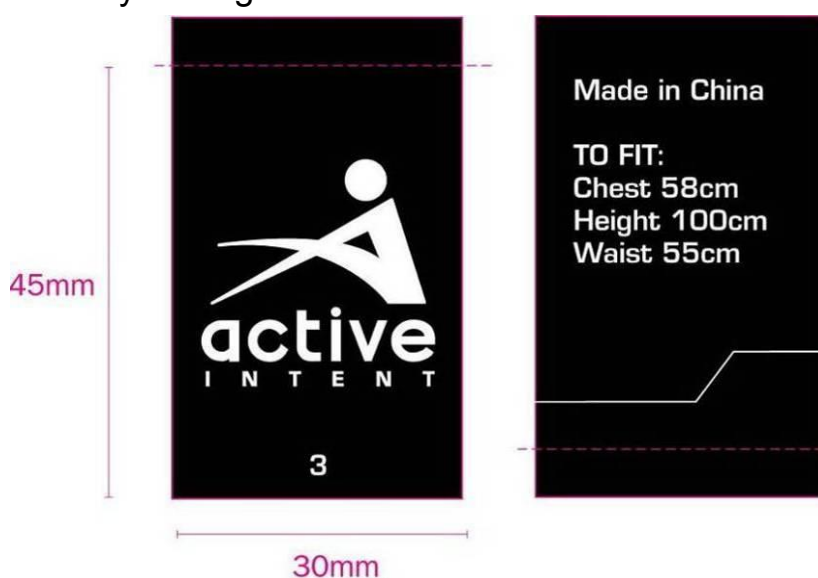 45mm
active
INTENT
3
30mm
Made in China
TO FIT:
Chest 58cm
Height 100cm
Waist 55cm